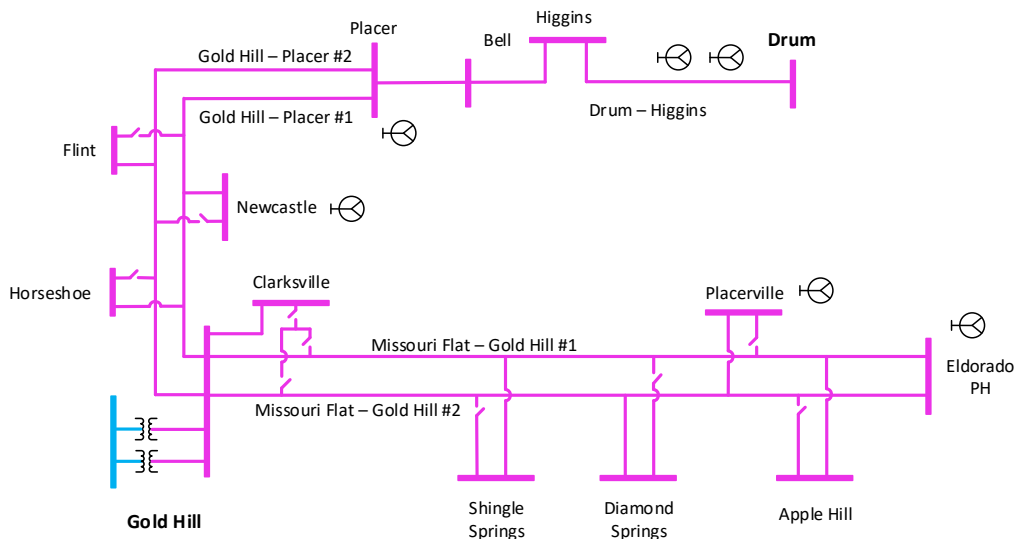 Higgins
Placer
Bell
Drum
Gold Hill – Placer #2
Gold Hill – Placer #1
Drum – Higgins
Flint
Newcastle
Clarksville
Placerville
Horseshoe
Missouri Flat – Gold Hill #1
Eldorado
PH
Missouri Flat – Gold Hill #2
Shingle
Springs
Diamond
Springs
Apple Hill
Gold Hill